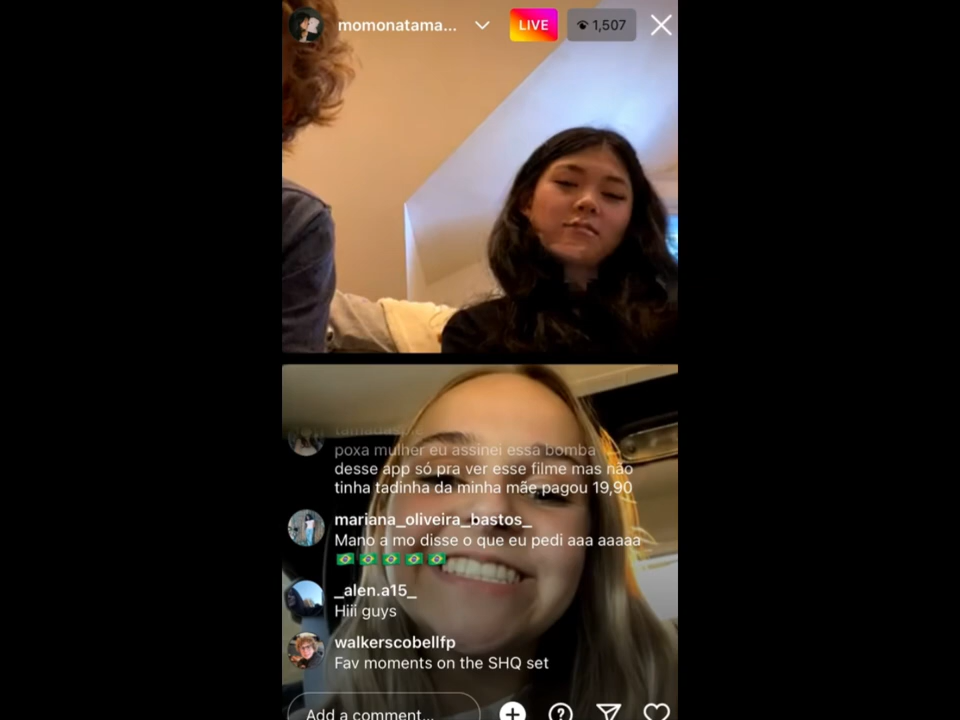 momonatama...
LIVE
1,507
poxa mulher eu assinei essa bomba
desse app só pra ver esse filme mas não
tinha tadinha da minha mãe pagou 19,90
mariana_oliveira_bastos_
Mano a mo disse o que eu pedi aaa aaaaa
🇧🇷 🇧🇷 🇧🇷 🇧🇷 🇧🇷
_alen.a15_
Hiii guys
walkerscobellfp
Fav moments on the SHQ set
Add a comment...